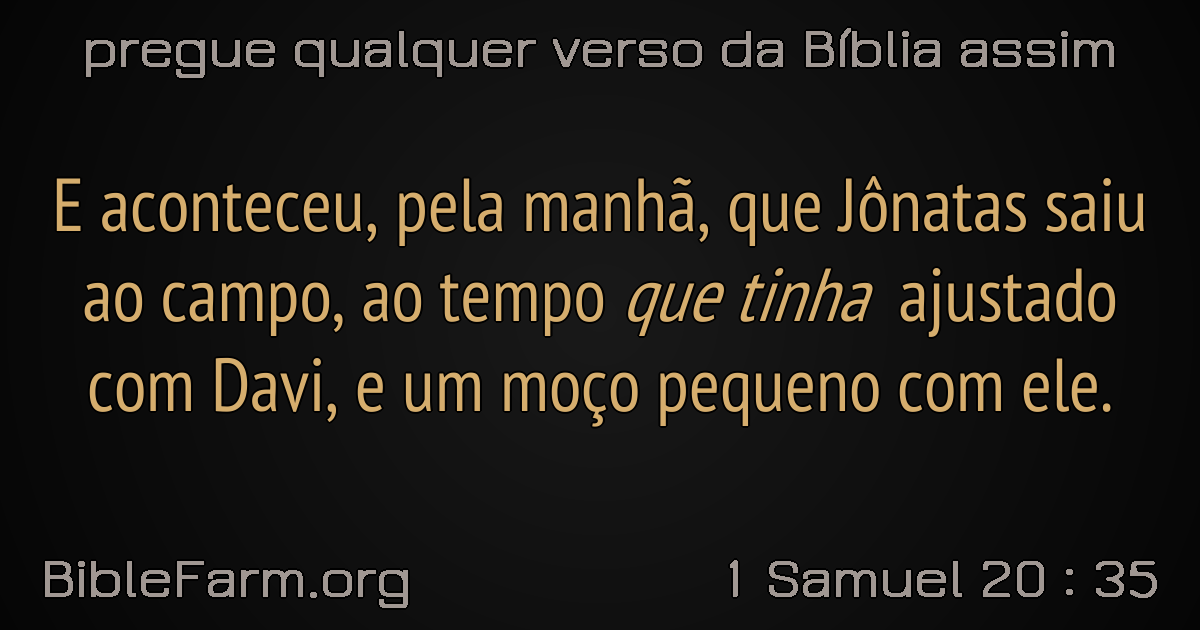 pregue qualquer verso da Bíblia assim
E aconteceu, pela manhã, que Jônatas saiu
ao campo, ao tempo que tinha ajustado
com Davi, e um moço pequeno com ele.
BibleFarm.org
1 Samuel 20 : 35